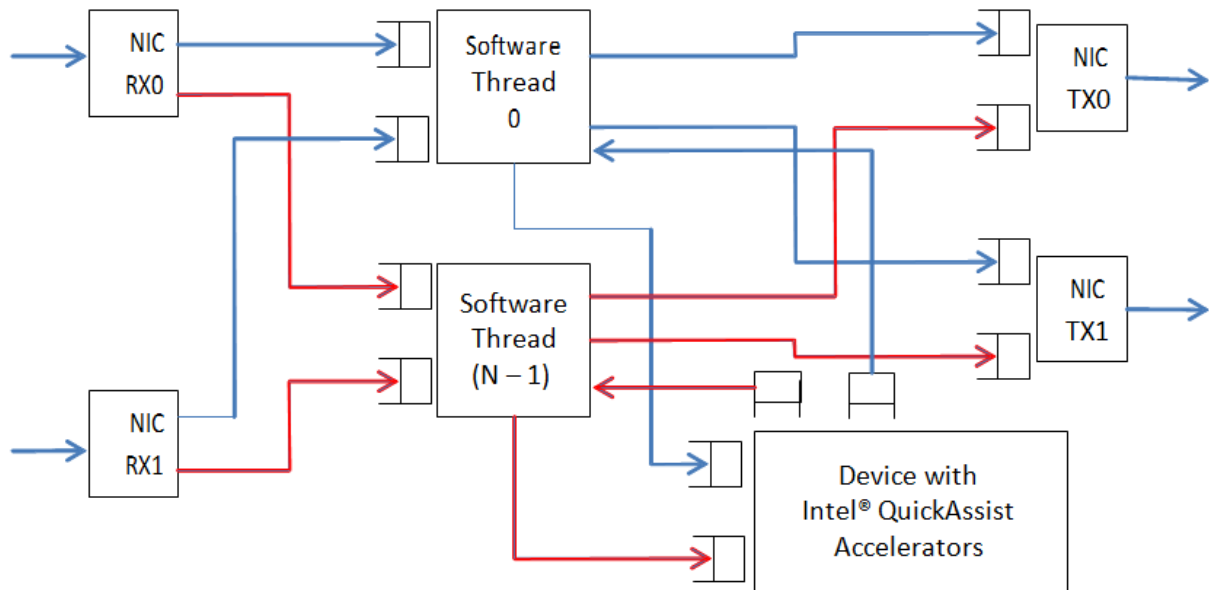 NIC
RX0
Software
Thread
0
NIC
TX0
Software
Thread
(N – 1)
NIC
TX1
NIC
RX1
Device with
Intel® QuickAssist
Accelerators